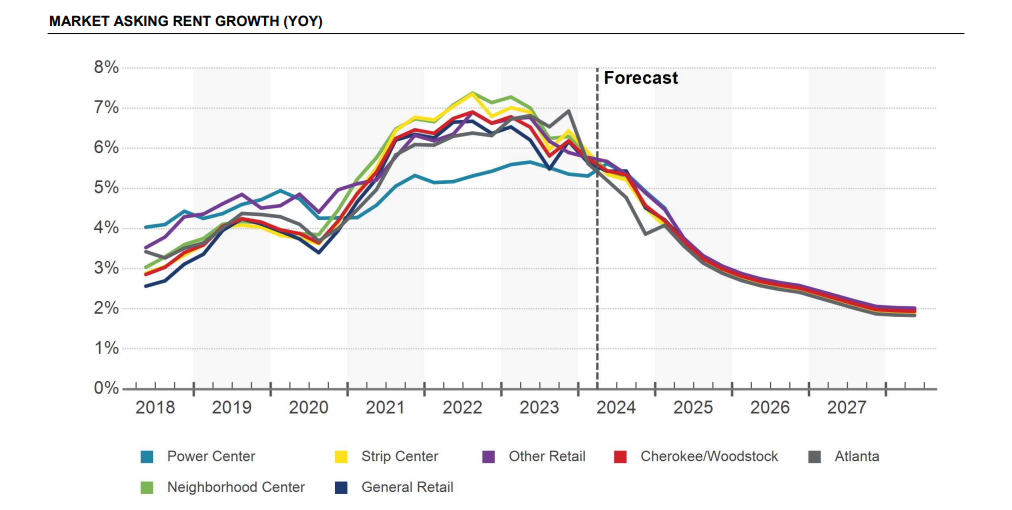 MARKET ASKING RENT GROWTH (YOY)
8%
Forecast
7%
6%
5%
4%
3%
2%
1%
0%
2018 2019 2020 2021 2022 2023 2024 2025 2026 2027
Power Center Strip Center Other Retail Cherokee/Woodstock Atlanta
Neighborhood Center General Retail